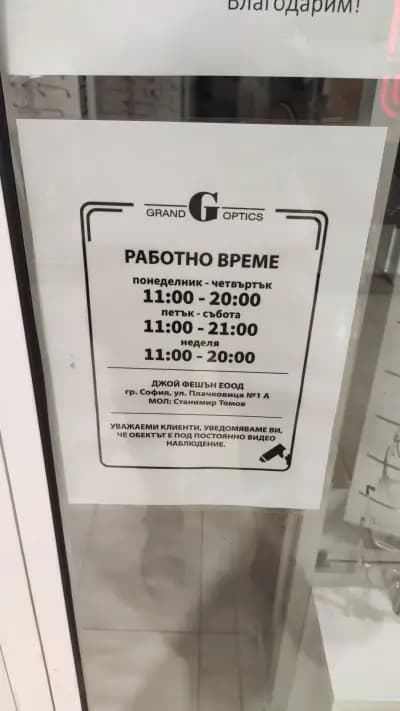 Благодарим!
GRAND G OPTICS
РАБОТНО ВРЕМЕ
понеделник - четвъртък
11:00 - 20:00
петък - събота
11:00 - 21:00
неделя
11:00 - 20:00
ДЖОЙ ФЕШЪН ЕООД
гр. София, ул. Плачковица №1 А
МОЛ: Станимир Томов
УВАЖАЕМИ КЛИЕНТИ, УВЕДОМЯВАМЕ ВИ,
ЧЕ ОБЕКТЪТ Е ПОД ПОСТОЯННО ВИДЕО
НАБЛЮДЕНИЕ.